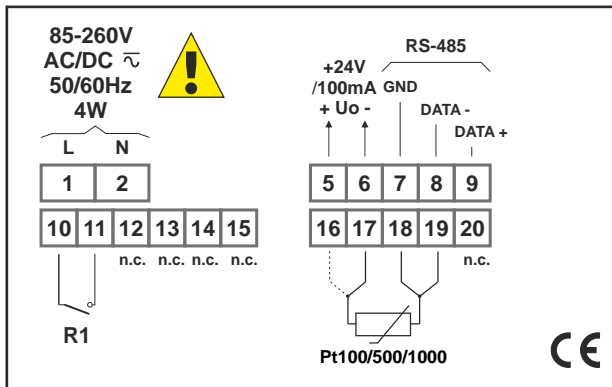 85-260V
AC/DC
50/60Hz
4W
L N
1 2
10 11 12 13 14 15
n.c. n.c. n.c. n.c.
R1
RS-485
+24V
/100mA
+ Uo -
GND
DATA -
DATA +
5 6 7 8 9
16 17 18 19 20
n.c.
Pt100/500/1000
CE